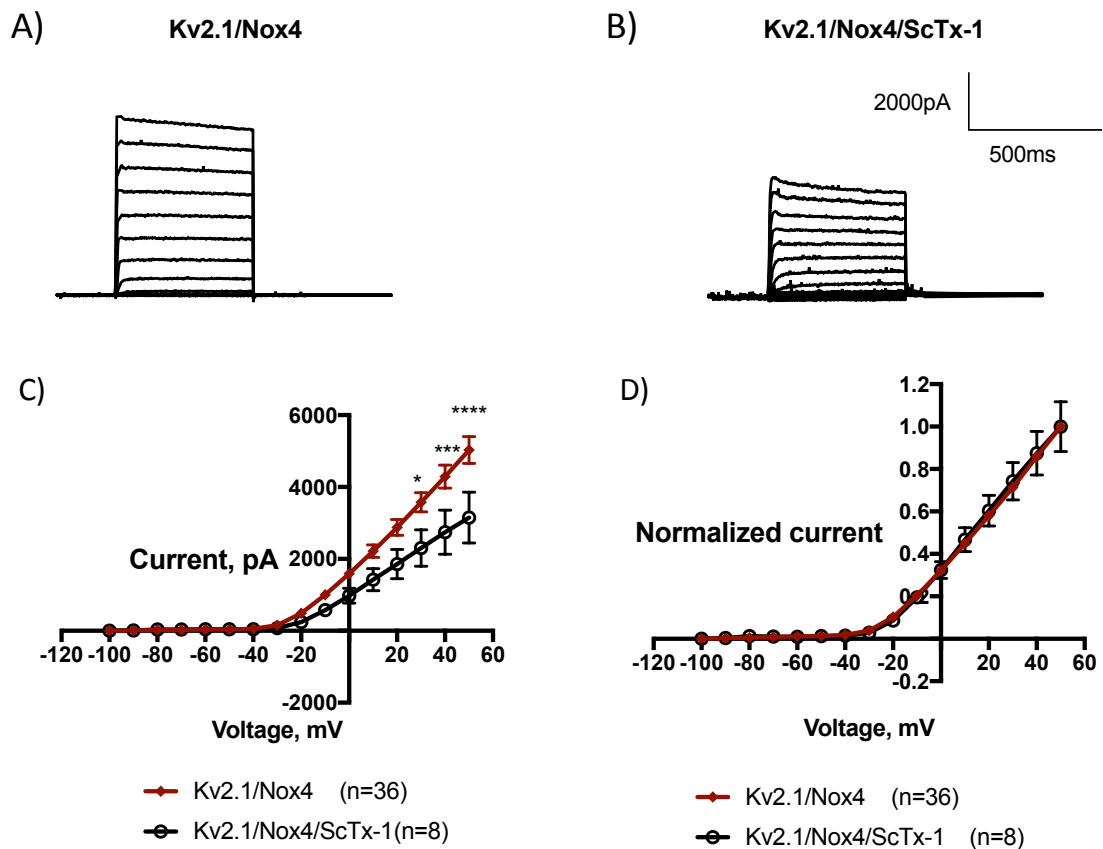 A)
Kv2.1/Nox4
B)
Kv2.1/Nox4/ScTx-1
2000pA
500ms
C)
6000
4000
2000
-2000
****
***
*
Current, pA
-120 -100 -80 -60 -40 -20 20 40 60
Voltage, mV
Kv2.1/Nox4 (n=36)
Kv2.1/Nox4/ScTx-1(n=8)
D)
1.2
1.0
0.8
0.6
0.4
0.2
-0.2
Normalized current
-120 -100 -80 -60 -40 -20 20 40 60
Voltage, mV
Kv2.1/Nox4 (n=36)
Kv2.1/Nox4/ScTx-1 (n=8)